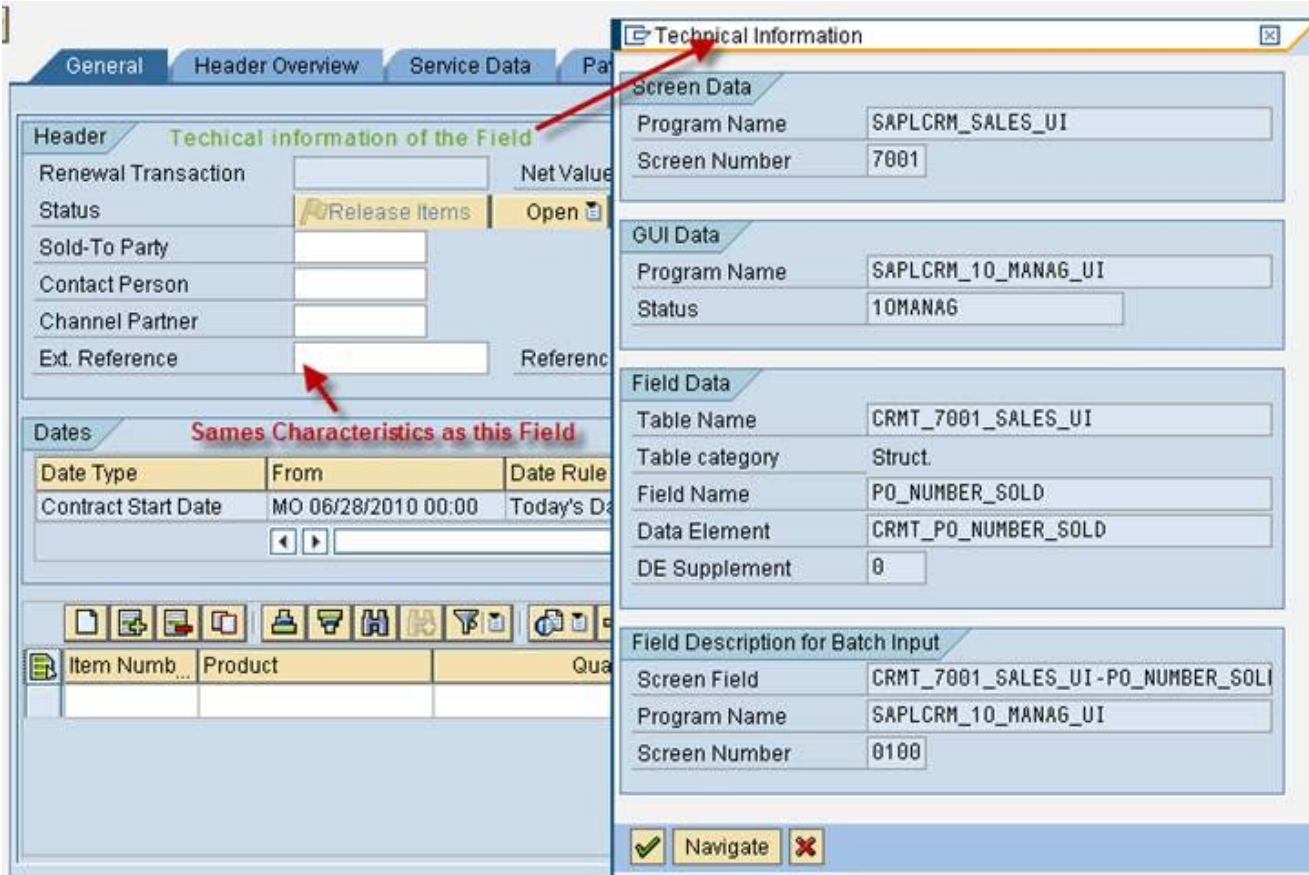 General Header Overview Service Data Pa
Header Techical information of the Field
Renewal Transaction Net Value
Status Release Items Open
Sold-To Party
Contact Person
Channel Partner
Ext. Reference Referenc
Dates Sames Characteristics as this Field
Date Type From Date Rule
Contract Start Date MO 06/28/2010 00:00 Today's Da
Item Numb... Product Qua
Technical Information
Screen Data
Program Name SAPLCRM_SALES_UI
Screen Number 7001
GUI Data
Program Name SAPLCRM_1O_MANAG_UI
Status 1OMANAG
Field Data
Table Name CRMT_7001_SALES_UI
Table category Struct.
Field Name PO_NUMBER_SOLD
Data Element CRMT_PO_NUMBER_SOLD
DE Supplement 0
Field Description for Batch Input
Screen Field CRMT_7001_SALES_UI-PO_NUMBER_SOL
Program Name SAPLCRM_1O_MANAG_UI
Screen Number 0100
Navigate